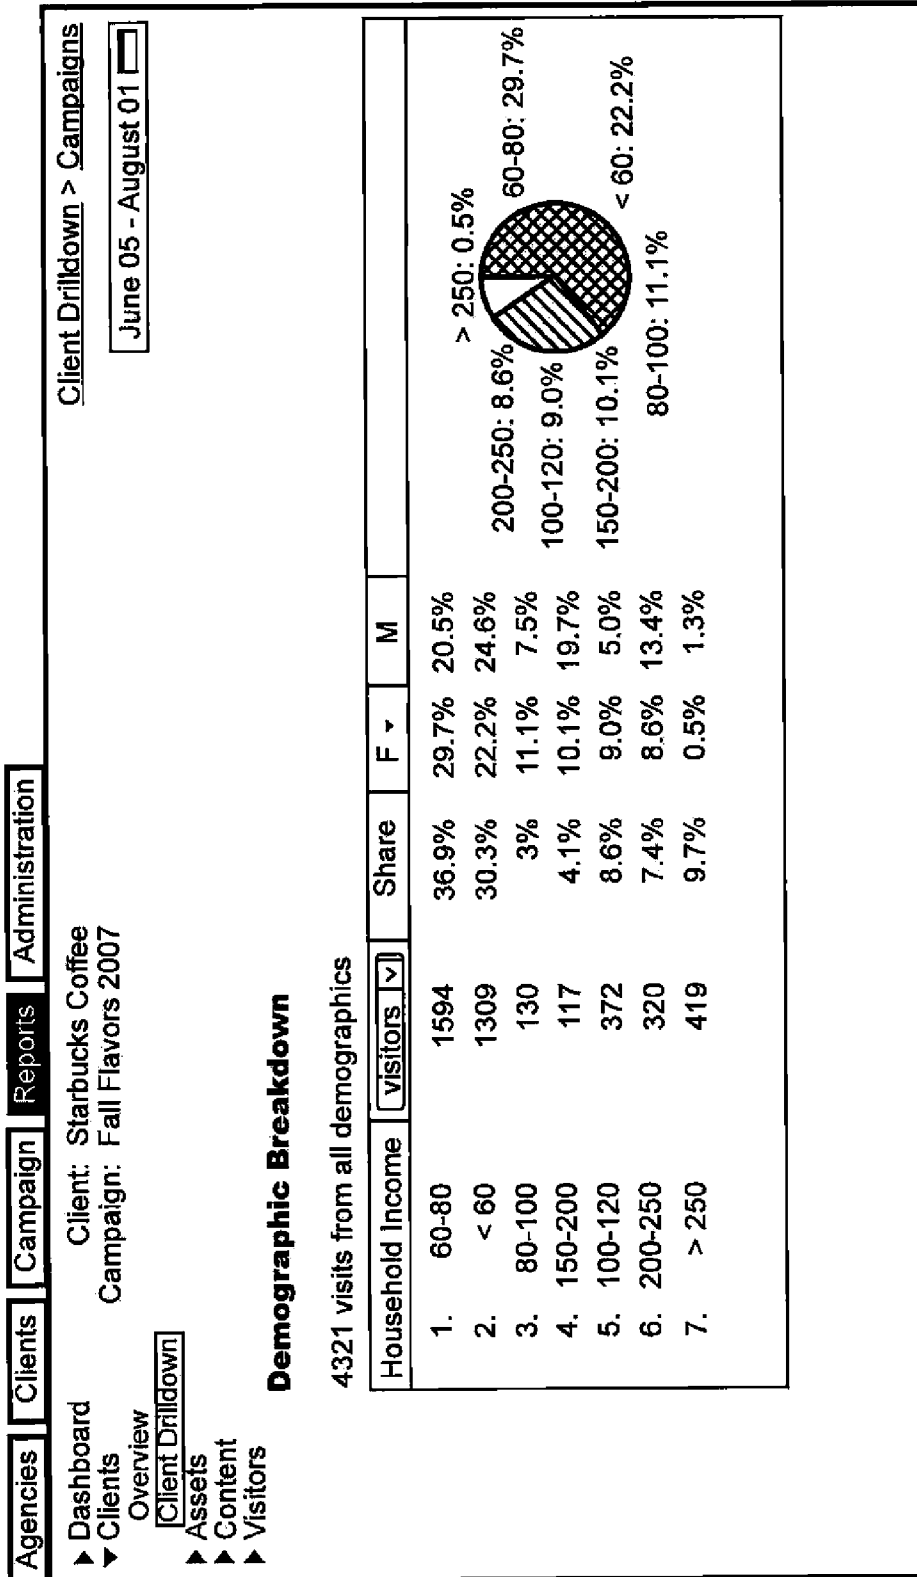 Agencies Clients Campaign Reports Administration
Client Drilldown > Campaigns
Client: Starbucks Coffee
Campaign: Fall Flavors 2007
June 05 - August 01
Dashboard
Clients
Overview
Client Drilldown
Assets
Content
Visitors
Demographic Breakdown
4321 visits from all demographics
Household Income visitors Share F M
1. 60-80 1594 36.9% 29.7% 20.5%
2. < 60 1309 30.3% 22.2% 24.6%
3. 80-100 130 3% 11.1% 7.5%
4. 150-200 117 4.1% 10.1% 19.7%
5. 100-120 372 8.6% 9.0% 5.0%
6. 200-250 320 7.4% 8.6% 13.4%
7. > 250 419 9.7% 0.5% 1.3%
> 250: 0.5%
200-250: 8.6%
60-80: 29.7%
100-120: 9.0%
150-200: 10.1%
< 60: 22.2%
80-100: 11.1%